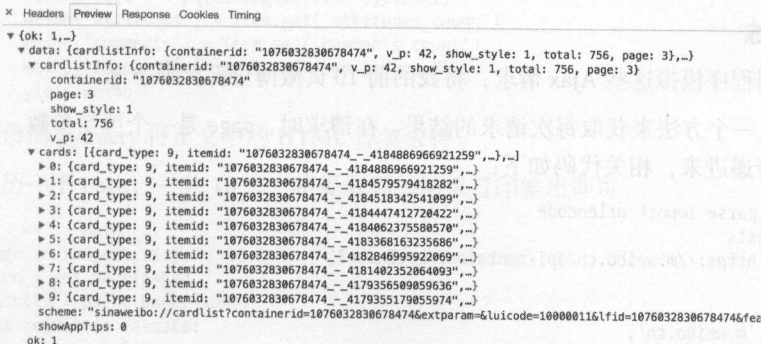 × Headers Preview Response Cookies Timing
▼ {ok: 1,…}
▼ data: {cardlistInfo: {containerid: "1076032830678474", v_p: 42, show_style: 1, total: 756, page: 3},…}
▼ cardlistInfo: {containerid: "1076032830678474", v_p: 42, show_style: 1, total: 756, page: 3}
containerid: "1076032830678474"
page: 3
show_style: 1
total: 756
v_p: 42
▼ cards: [{card_type: 9, itemid: "1076032830678474_-_4184886966921259",…},…]
▶ 0: {card_type: 9, itemid: "1076032830678474_-_4184886966921259",…}
▶ 1: {card_type: 9, itemid: "1076032830678474_-_4184579579418282",…}
▶ 2: {card_type: 9, itemid: "1076032830678474_-_4184518342541099",…}
▶ 3: {card_type: 9, itemid: "1076032830678474_-_4184447412720422",…}
▶ 4: {card_type: 9, itemid: "1076032830678474_-_4184062375580570",…}
▶ 5: {card_type: 9, itemid: "1076032830678474_-_4183368163235686",…}
▶ 6: {card_type: 9, itemid: "1076032830678474_-_4182846995922069",…}
▶ 7: {card_type: 9, itemid: "1076032830678474_-_4181402352064093",…}
▶ 8: {card_type: 9, itemid: "1076032830678474_-_4179356509059636",…}
▶ 9: {card_type: 9, itemid: "1076032830678474_-_4179355179055974",…}
scheme: "sinaweibo://cardlist?containerid=1076032830678474&extparam=&luicode=10000011&lfid=1076032830678474&fea
showAppTips: 0
ok: 1